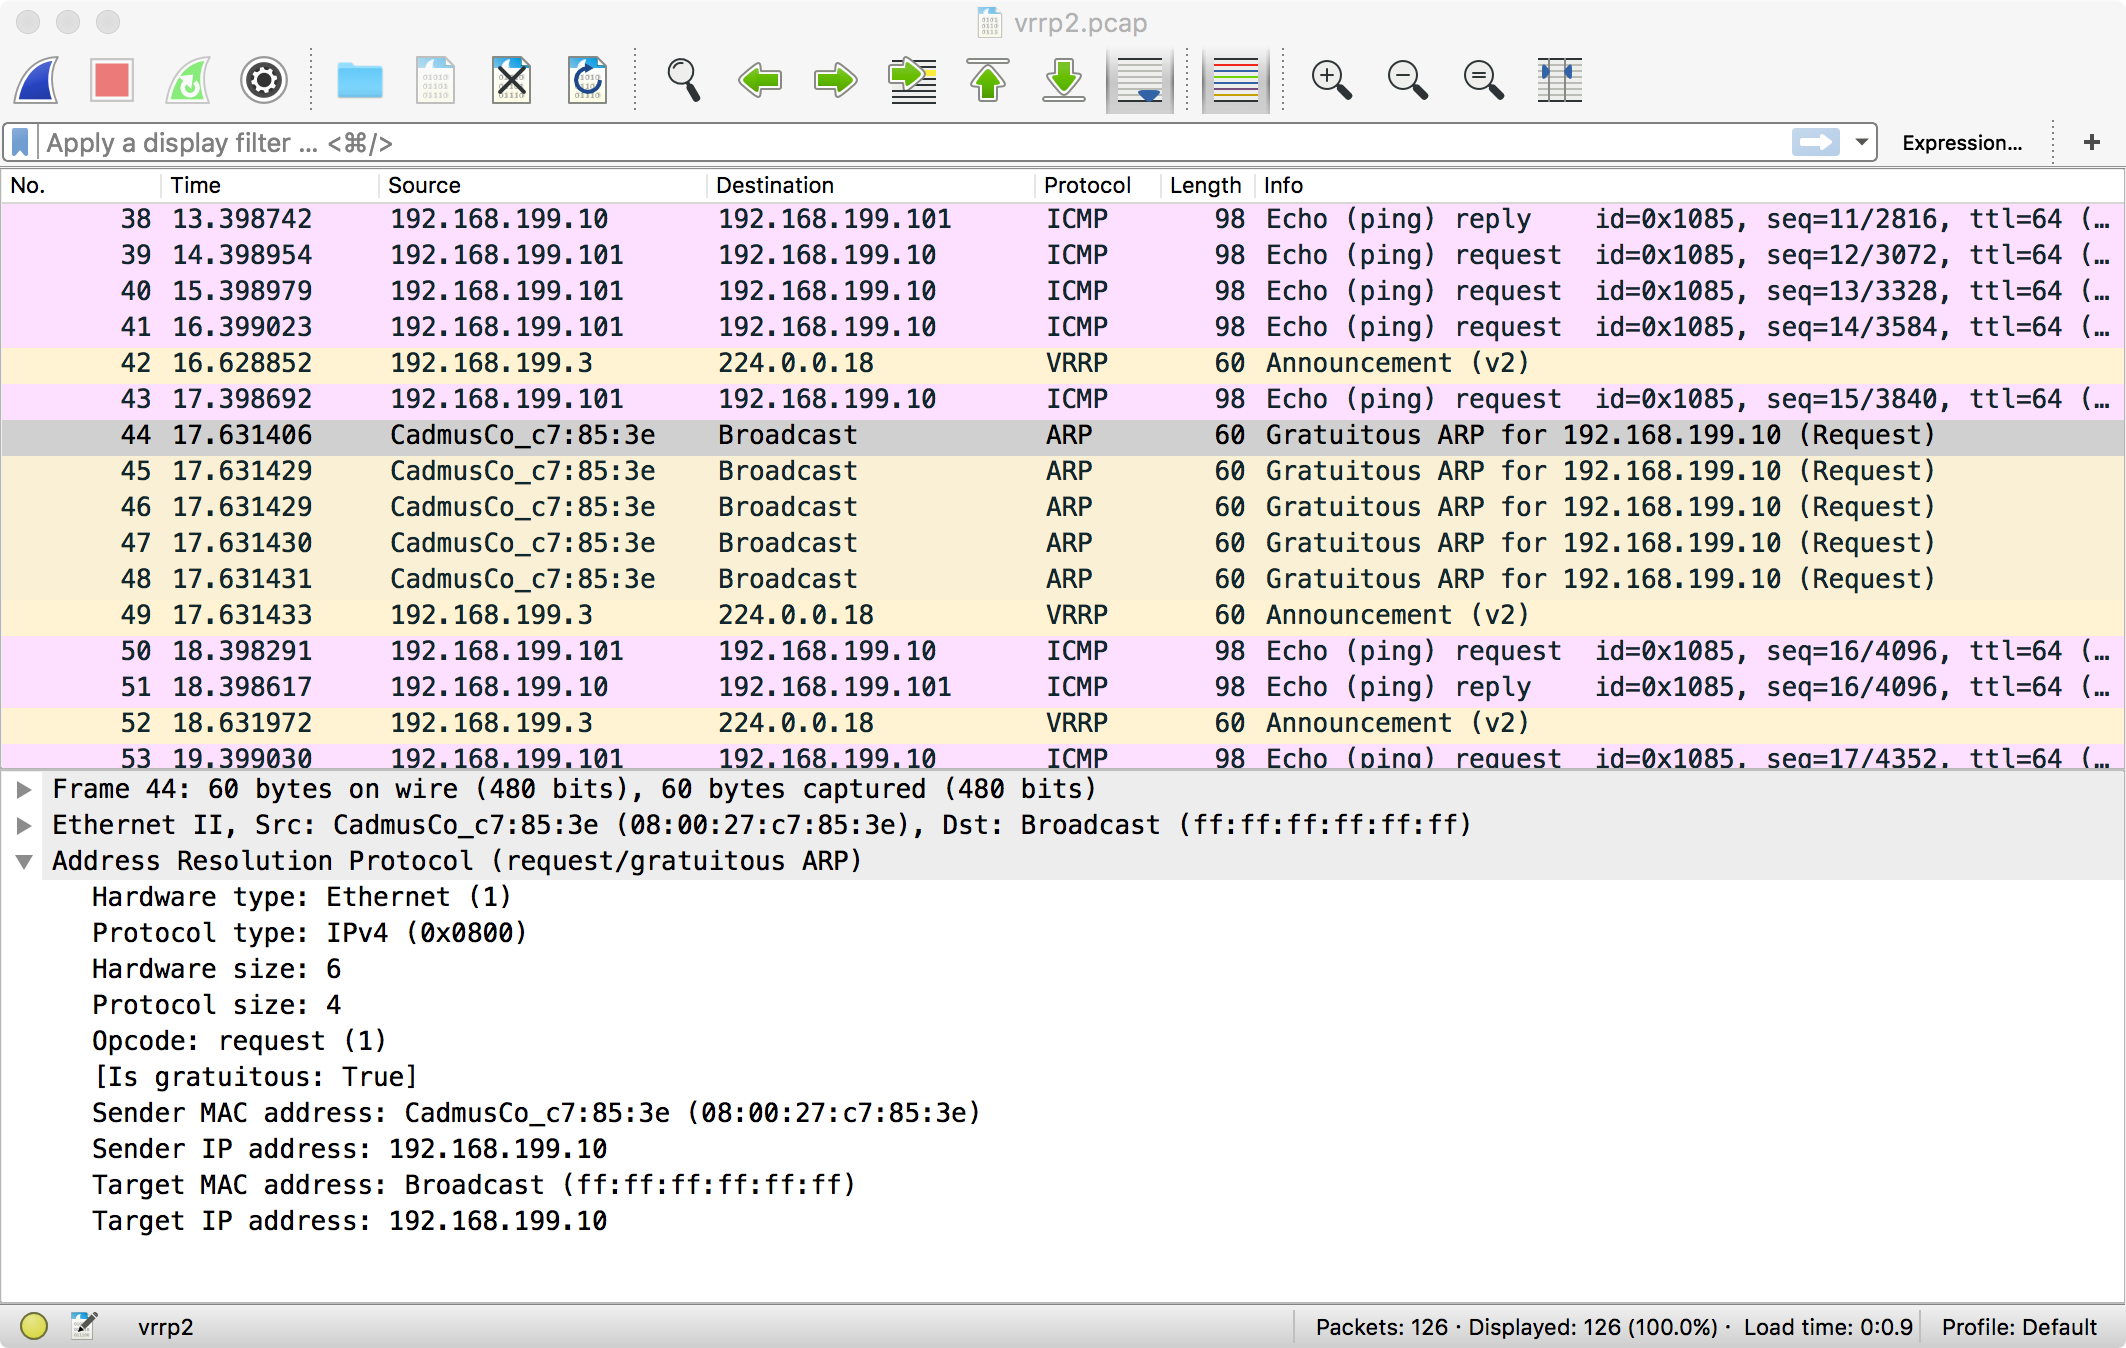 vrrp2.pcap
Apply a display filter ... <⌘/>
Expression...
+
No. Time Source Destination Protocol Length Info
38 13.398742 192.168.199.10 192.168.199.101 ICMP 98 Echo (ping) reply id=0x1085, seq=11/2816, ttl=64 (…
39 14.398954 192.168.199.101 192.168.199.10 ICMP 98 Echo (ping) request id=0x1085, seq=12/3072, ttl=64 (…
40 15.398979 192.168.199.101 192.168.199.10 ICMP 98 Echo (ping) request id=0x1085, seq=13/3328, ttl=64 (…
41 16.399023 192.168.199.101 192.168.199.10 ICMP 98 Echo (ping) request id=0x1085, seq=14/3584, ttl=64 (…
42 16.628852 192.168.199.3 224.0.0.18 VRRP 60 Announcement (v2)
43 17.398692 192.168.199.101 192.168.199.10 ICMP 98 Echo (ping) request id=0x1085, seq=15/3840, ttl=64 (…
44 17.631406 CadmusCo_c7:85:3e Broadcast ARP 60 Gratuitous ARP for 192.168.199.10 (Request)
45 17.631429 CadmusCo_c7:85:3e Broadcast ARP 60 Gratuitous ARP for 192.168.199.10 (Request)
46 17.631429 CadmusCo_c7:85:3e Broadcast ARP 60 Gratuitous ARP for 192.168.199.10 (Request)
47 17.631430 CadmusCo_c7:85:3e Broadcast ARP 60 Gratuitous ARP for 192.168.199.10 (Request)
48 17.631431 CadmusCo_c7:85:3e Broadcast ARP 60 Gratuitous ARP for 192.168.199.10 (Request)
49 17.631433 192.168.199.3 224.0.0.18 VRRP 60 Announcement (v2)
50 18.398291 192.168.199.101 192.168.199.10 ICMP 98 Echo (ping) request id=0x1085, seq=16/4096, ttl=64 (…
51 18.398617 192.168.199.10 192.168.199.101 ICMP 98 Echo (ping) reply id=0x1085, seq=16/4096, ttl=64 (…
52 18.631972 192.168.199.3 224.0.0.18 VRRP 60 Announcement (v2)
53 19.399030 192.168.199.101 192.168.199.10 ICMP 98 Echo (ping) request id=0x1085, seq=17/4352, ttl=64 (…
Frame 44: 60 bytes on wire (480 bits), 60 bytes captured (480 bits)
Ethernet II, Src: CadmusCo_c7:85:3e (08:00:27:c7:85:3e), Dst: Broadcast (ff:ff:ff:ff:ff:ff)
Address Resolution Protocol (request/gratuitous ARP)
Hardware type: Ethernet (1)
Protocol type: IPv4 (0x0800)
Hardware size: 6
Protocol size: 4
Opcode: request (1)
[Is gratuitous: True]
Sender MAC address: CadmusCo_c7:85:3e (08:00:27:c7:85:3e)
Sender IP address: 192.168.199.10
Target MAC address: Broadcast (ff:ff:ff:ff:ff:ff)
Target IP address: 192.168.199.10
vrrp2
Packets: 126 · Displayed: 126 (100.0%) · Load time: 0:0.9
Profile: Default